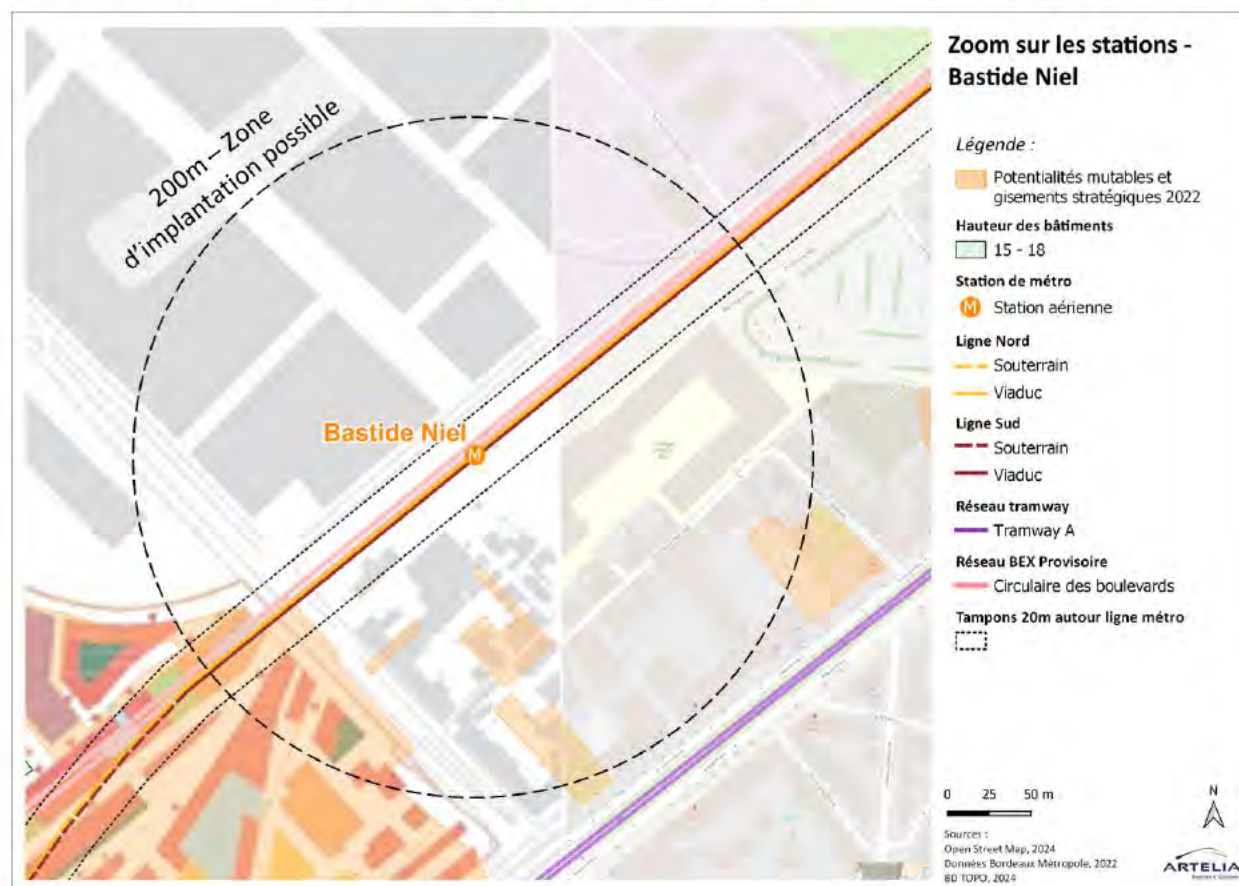 200m – Zone
d'implantation possible
Bastide Niel
M
Zoom sur les stations -
Bastide Niel
Légende :
Potentialités mutables et
gisements stratégiques 2022
Hauteur des bâtiments
15 - 18
Station de métro
M Station aérienne
Ligne Nord
Souterrain
Viaduc
Ligne Sud
Souterrain
Viaduc
Réseau tramway
Tramway A
Réseau BEX Provisoire
Circulaire des boulevards
Tampons 20m autour ligne métro
0 25 50 m
N
Sources :
Open Street Map, 2024
Données Bordeaux Métropole, 2022
BD TOPO, 2024
ARTELIA